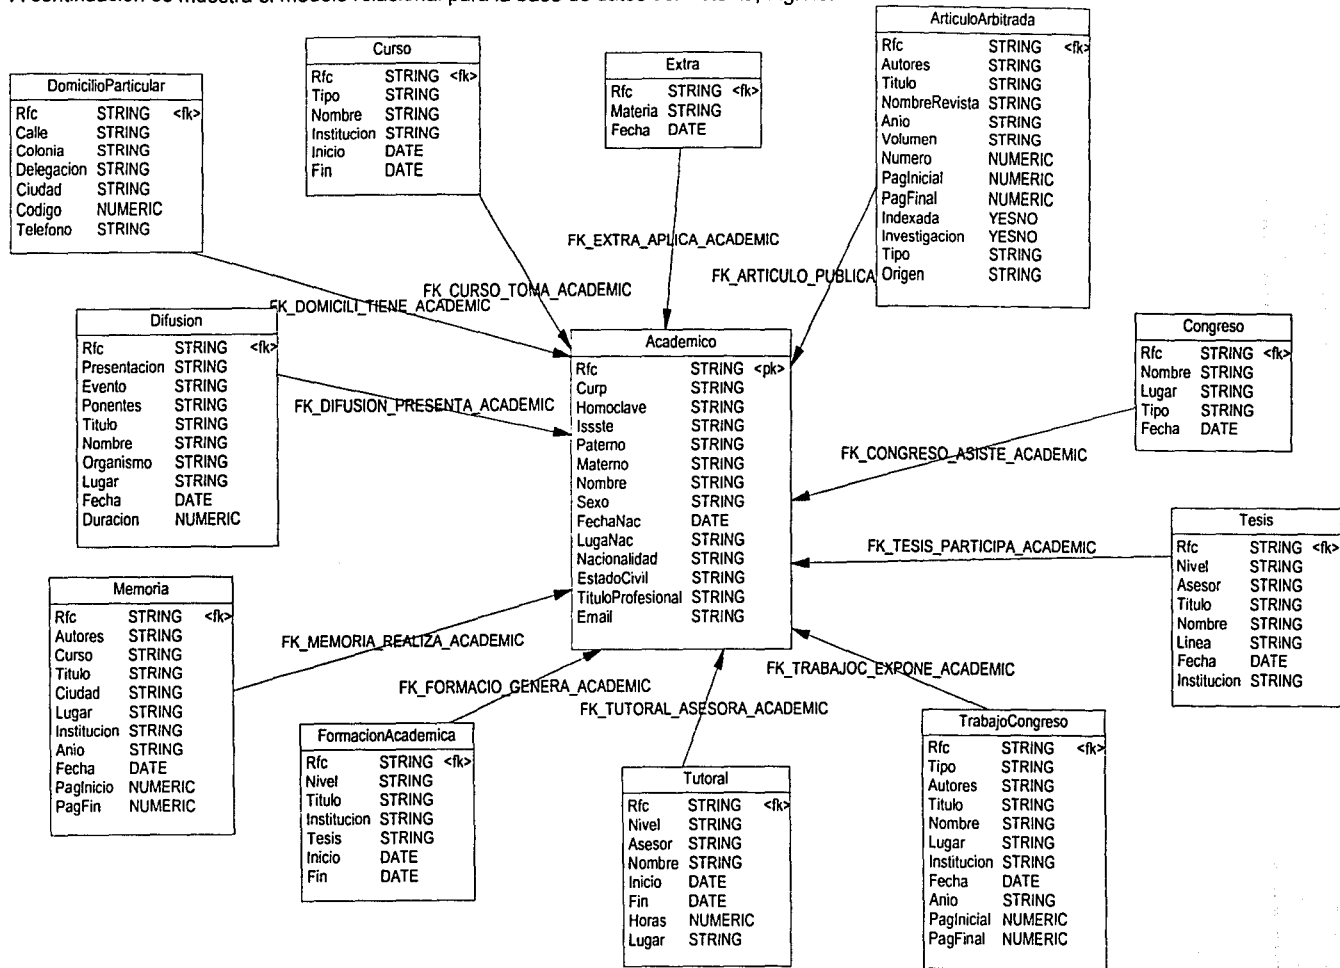 Curso
Rfc STRING <fk>
Tipo STRING
Nombre STRING
Institucion STRING
Inicio DATE
Fin DATE
Extra
Rfc STRING <fk>
Materia STRING
Fecha DATE
ArticuloArbitrada
Rfc STRING <fk>
Autores STRING
Titulo STRING
NombreRevista STRING
Anio STRING
Volumen STRING
Numero NUMERIC
PagInicial NUMERIC
PagFinal NUMERIC
Indexada YESNO
Investigacion YESNO
Tipo STRING
Origen STRING
DomicilioParticular
Rfc STRING <fk>
Calle STRING
Colonia STRING
Delegacion STRING
Ciudad STRING
Codigo NUMERIC
Telefono STRING
FK_EXTRA_APLICA_ACADEMIC
FK_ARTICULO_PUBLICA
FK_CURSO_TOMA_ACADEMIC
FK_DOMICILI_TIENE_ACADEMIC
Difusion
Rfc STRING <fk>
Presentacion STRING
Evento STRING
Ponentes STRING
Titulo STRING
Nombre STRING
Organismo STRING
Lugar STRING
Fecha DATE
Duracion NUMERIC
FK_DIFUSION_PRESENTA_ACADEMIC
Academico
Rfc STRING <pk>
Curp STRING
Homoclave STRING
Issste STRING
Paterno STRING
Materno STRING
Nombre STRING
Sexo STRING
FechaNac DATE
LugaNac STRING
Nacionalidad STRING
EstadoCivil STRING
TituloProfesional STRING
Email STRING
Congreso
Rfc STRING <fk>
Nombre STRING
Lugar STRING
Tipo STRING
Fecha DATE
FK_CONGRESO_ASISTE_ACADEMIC
Tesis
Rfc STRING <fk>
Nivel STRING
Asesor STRING
Titulo STRING
Nombre STRING
Linea STRING
Fecha DATE
Institucion STRING
FK_TESIS_PARTICIPA_ACADEMIC
Memoria
Rfc STRING <fk>
Autores STRING
Curso STRING
Titulo STRING
Ciudad STRING
Lugar STRING
Institucion STRING
Anio STRING
Fecha DATE
PagInicio NUMERIC
PagFin NUMERIC
FK_MEMORIA_REALIZA_ACADEMIC
FK_FORMACIO_GENERA_ACADEMIC
FK_TUTORAL_ASESORA_ACADEMIC
FK_TRABAJOC_EXPONE_ACADEMIC
FormacionAcademica
Rfc STRING <fk>
Nivel STRING
Titulo STRING
Institucion STRING
Tesis STRING
Inicio DATE
Fin DATE
Tutoral
Rfc STRING <fk>
Nivel STRING
Asesor STRING
Nombre STRING
Inicio DATE
Fin DATE
Horas NUMERIC
Lugar STRING
TrabajoCongreso
Rfc STRING <fk>
Tipo STRING
Autores STRING
Titulo STRING
Nombre STRING
Lugar STRING
Institucion STRING
Fecha DATE
Anio STRING
PagInicial NUMERIC
PagFinal NUMERIC